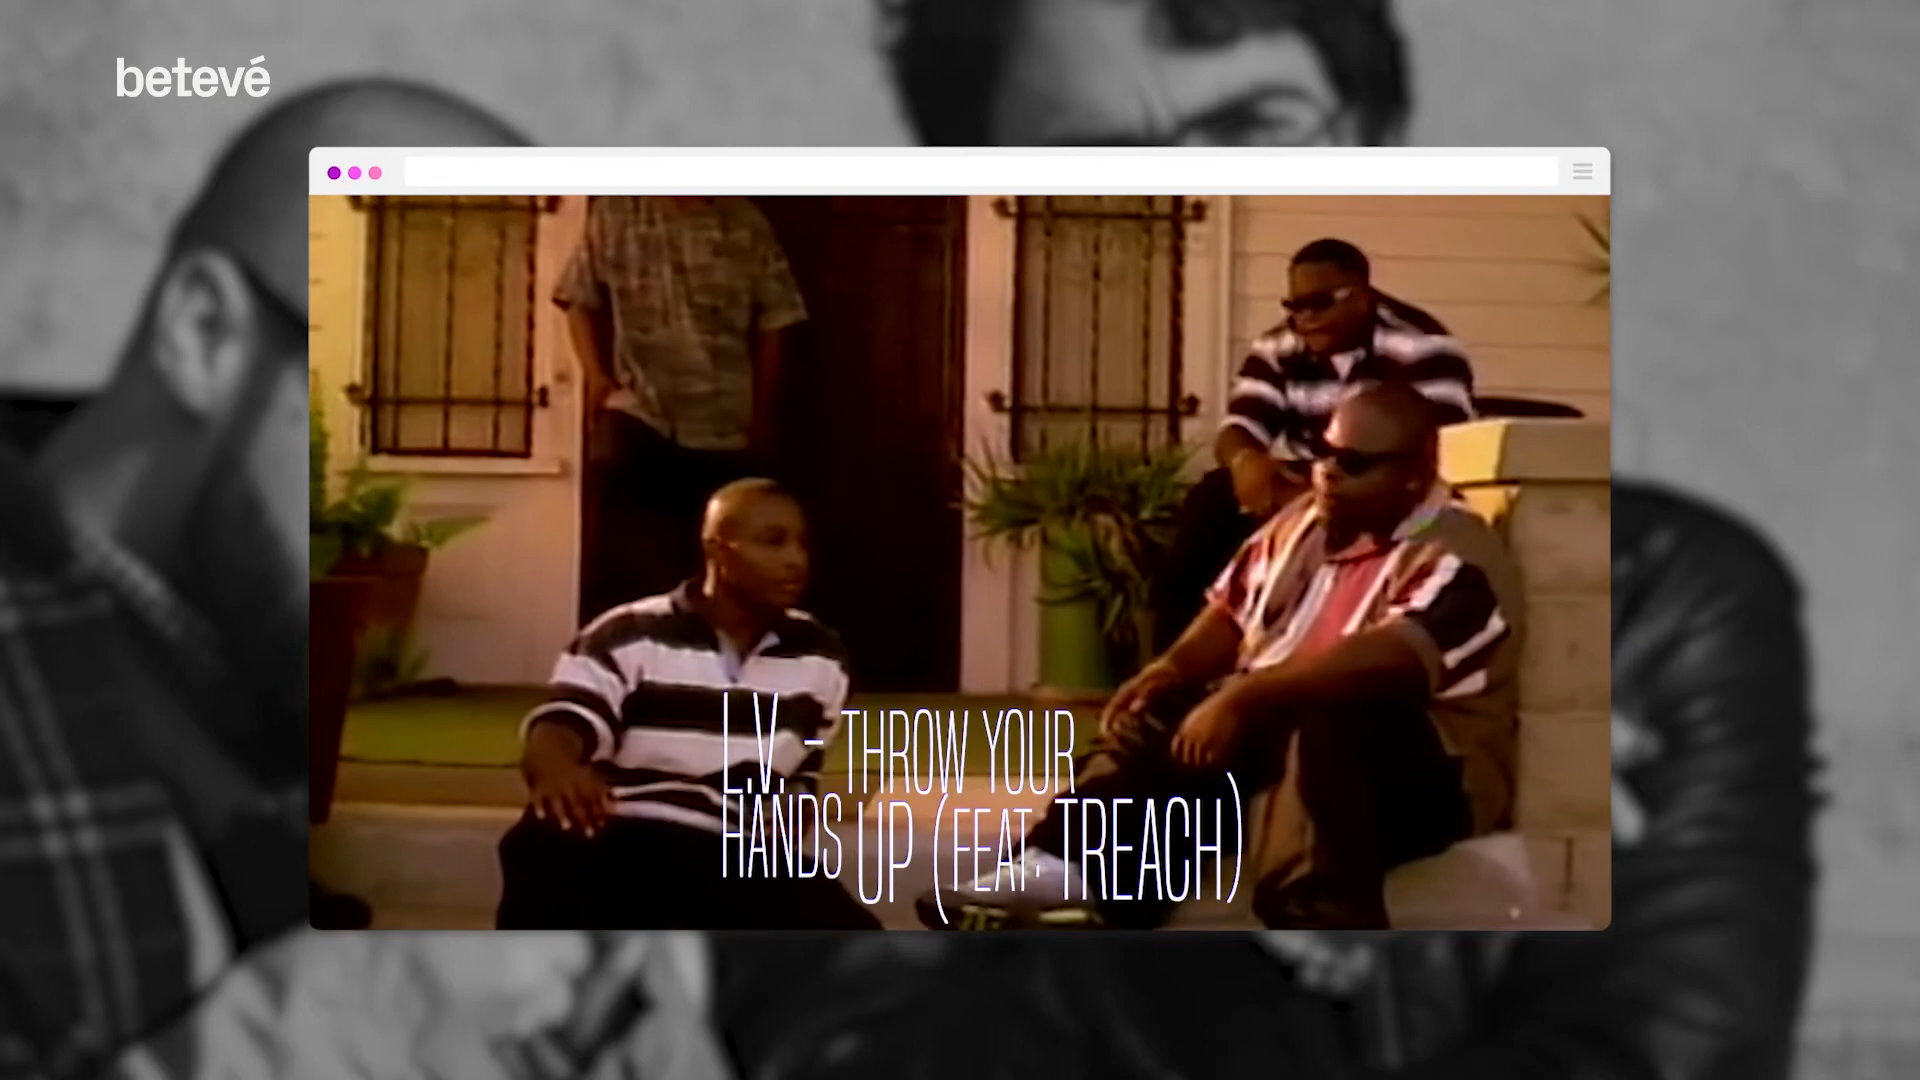 betevé
L.V. – THROW YOUR
HANDS UP (FEAT. TREACH)